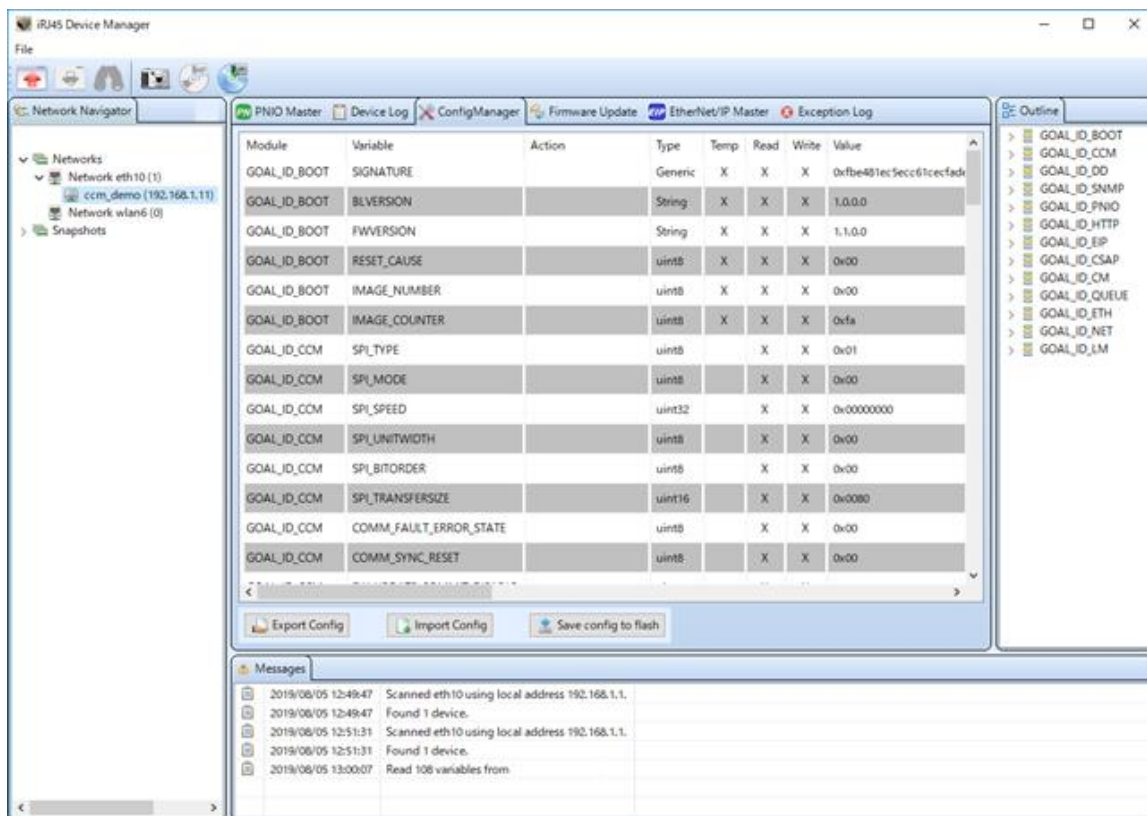 iRJ45 Device Manager
File
Network Navigator
Networks
Network eth10 (1)
ccm_demo (192.168.1.11)
Network wlan6 (0)
Snapshots
PNIO Master Device Log ConfigManager Firmware Update EtherNet/IP Master Exception Log
Module Variable Action Type Temp Read Write Value
GOAL_ID_BOOT SIGNATURE Generic X X X
GOAL_ID_BOOT BLVERSION String X X X 1.0.0.0
GOAL_ID_BOOT FWVERSION String X X X 1.1.0.0
GOAL_ID_BOOT RESET_CAUSE uint8 X X X 0x00
GOAL_ID_BOOT IMAGE_NUMBER uint8 X X X 0x00
GOAL_ID_BOOT IMAGE_COUNTER uint8 X X X 0xfa
GOAL_ID_CCM SPI_TYPE uint8 X X 0x01
GOAL_ID_CCM SPI_MODE uint8 X X 0x00
GOAL_ID_CCM SPI_SPEED uint32 X X 0x00000000
GOAL_ID_CCM SPI_UNITWIDTH uint8 X X 0x00
GOAL_ID_CCM SPI_BITORDER uint8 X X 0x00
GOAL_ID_CCM SPI_TRANSFERSIZE uint16 X X 0x0080
GOAL_ID_CCM COMM_FAULT_ERROR_STATE uint8 X X 0x00
GOAL_ID_CCM COMM_SYNC_RESET uint8 X X 0x00
Export Config Import Config Save config to flash
Outline
GOAL_ID_BOOT
GOAL_ID_CCM
GOAL_ID_DD
GOAL_ID_SNMP
GOAL_ID_PNIO
GOAL_ID_HTTP
GOAL_ID_EIP
GOAL_ID_CSAP
GOAL_ID_CM
GOAL_ID_QUEUE
GOAL_ID_ETH
GOAL_ID_NET
GOAL_ID_LM
Messages
2019/08/05 12:49:47 Scanned eth10 using local address 192.168.1.1.
2019/08/05 12:49:47 Found 1 device.
2019/08/05 12:51:31 Scanned eth10 using local address 192.168.1.1.
2019/08/05 12:51:31 Found 1 device.
2019/08/05 13:00:07 Read 108 variables from